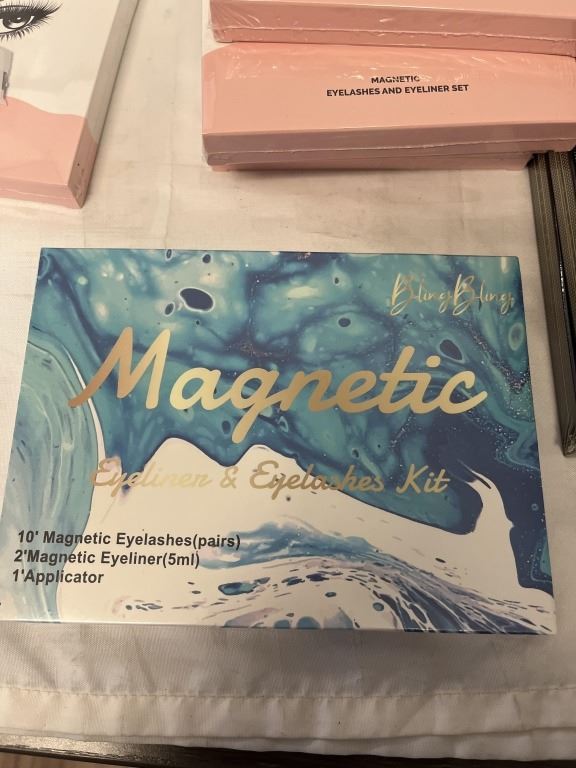 MAGNETIC
EYELASHES AND EYELINER SET
BlingBling
Magnetic
Eyeliner & Eyelashes Kit
10' Magnetic Eyelashes(pairs)
2'Magnetic Eyeliner(5ml)
1'Applicator